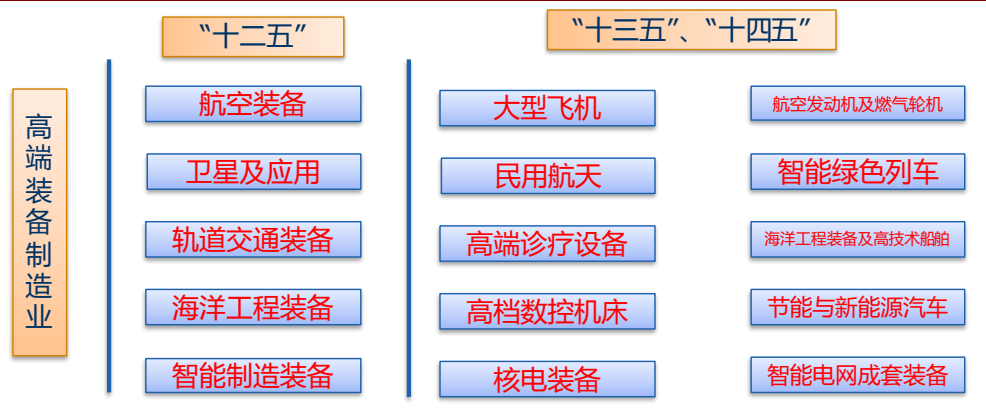 “十二五”
“十三五”、“十四五”
高端装备制造业
航空装备
卫星及应用
轨道交通装备
海洋工程装备
智能制造装备
大型飞机
民用航天
高端诊疗设备
高档数控机床
核电装备
航空发动机及燃气轮机
智能绿色列车
海洋工程装备及高技术船舶
节能与新能源汽车
智能电网成套装备